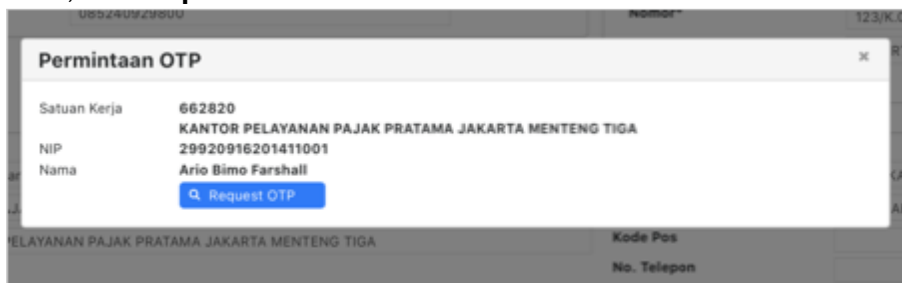 085240929800
Nomor*
123/K.
Permintaan OTP
×
Satuan Kerja 662820
KANTOR PELAYANAN PAJAK PRATAMA JAKARTA MENTENG TIGA
NIP 29920916201411001
Nama Ario Bimo Farshall
Request OTP
PELAYANAN PAJAK PRATAMA JAKARTA MENTENG TIGA
Kode Pos
No. Telepon